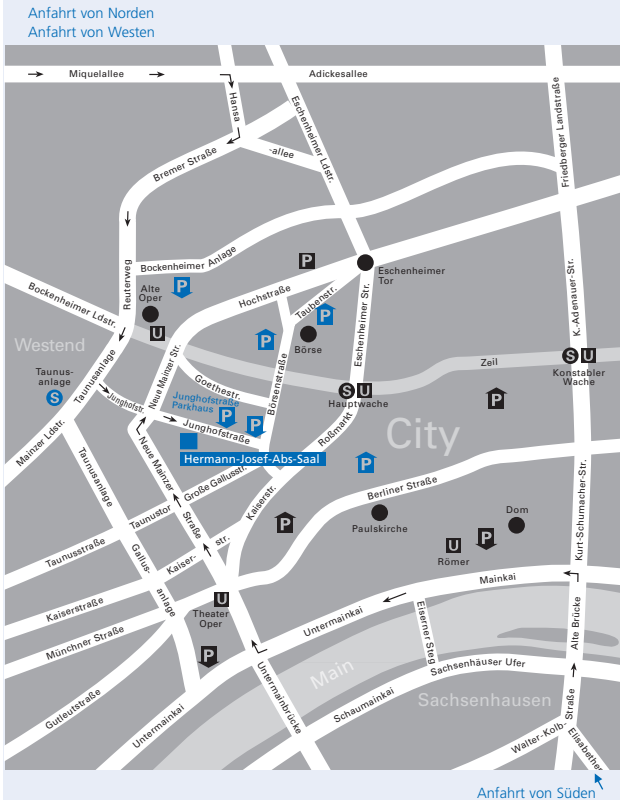 Anfahrt von Norden
Anfahrt von Westen
Miquelallee
Adickesallee
Hansa
-allee
Eschenheimer Ldstr.
Friedberger Landstraße
Bremer Straße
Reuterweg
Bockenheimer Anlage
P
P
Eschenheimer
Tor
K.-Adenauer-Str.
Bockenheimer Ldstr.
Alte
Oper
U
Hochstraße
Taubenstr.
P
P
Börse
Eschenheimer Str.
Westend
Taunusanlage
Neue Mainzer Str.
Börsenstraße
Zeil
S U
Konstabler
Wache
Taunus-
anlage
S
Goethestr.
S U
Hauptwache
P
Junghofstr.
Junghofstraße
Parkhaus
P
P
Junghofstraße
Roßmarkt
City
Mainzer Ldstr.
Hermann-Josef-Abs-Saal
P
Neue Mainzer
Straße
Taunusanlage
Große Gallusstr.
Taunustor
Kaiserstr.
Berliner Straße
Paulskirche
Dom
P
P
U
Römer
Kurt-Schumacher-Str.
Taunusstraße
Gallus-
anlage
Kaiser-
str.
Kaiserstraße
Münchner Straße
U
Theater
Oper
P
Mainkai
Untermainkai
Eiserner Steg
Alte Brücke
Gutleutstraße
Untermainkai
Untermainbrücke
Main
Schaumainkai
Sachsenhäuser Ufer
Sachsenhausen
Walter-Kolb-
Straße
Elisabethen
Anfahrt von Süden